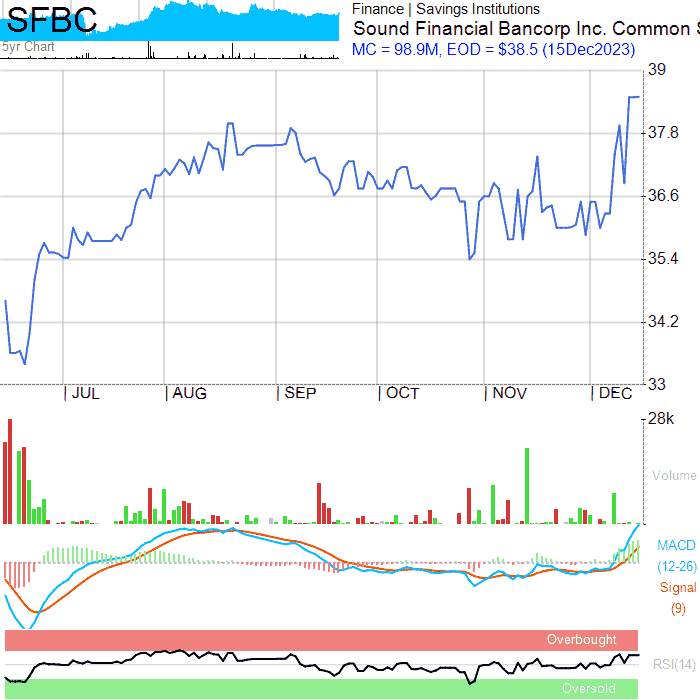 SFBC
5yr Chart
Finance | Savings Institutions
Sound Financial Bancorp Inc. Common S
MC = 98.9M, EOD = $38.5 (15Dec2023)
39
37.8
36.6
35.4
34.2
33
JUL AUG SEP OCT NOV DEC
28k
Volume
MACD
(12-26)
Signal
(9)
Overbought
RSI(14)
Oversold